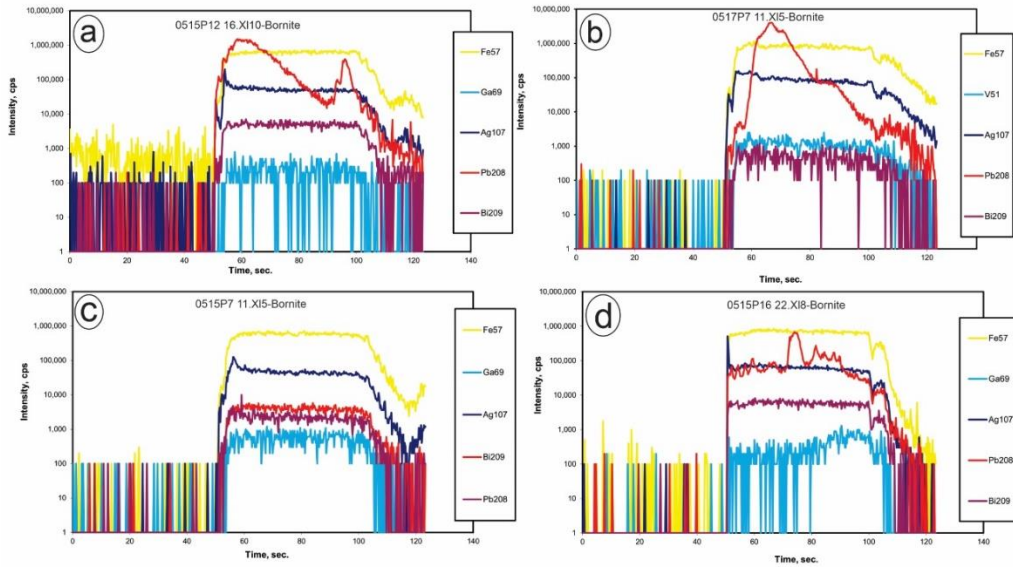 a
0515P12 16.XI10-Bornite
Intensity, cps
10,000,000
1,000,000
100,000
10,000
1,000
100
10
1
0 20 40 60 80 100 120 140
Time, sec.
Fe57
Ga69
Ag107
Pb208
Bi209
b
0517P7 11.XI5-Bornite
Intensity, cps
10,000,000
1,000,000
100,000
10,000
1,000
100
10
1
0 20 40 60 80 100 120 140
Time, sec.
Fe57
V51
Ag107
Pb208
Bi209
c
0515P7 11.XI5-Bornite
Intensity, cps
10,000,000
1,000,000
100,000
10,000
1,000
100
10
1
0 20 40 60 80 100 120 140
Time, sec.
Fe57
Ga69
Ag107
Bi209
Pb208
d
0515P16 22.XI8-Bornite
Intensity, cps
10,000,000
1,000,000
100,000
10,000
1,000
100
10
1
0 20 40 60 80 100 120 140
Time, sec.
Fe57
Ga69
Ag107
Pb208
Bi209